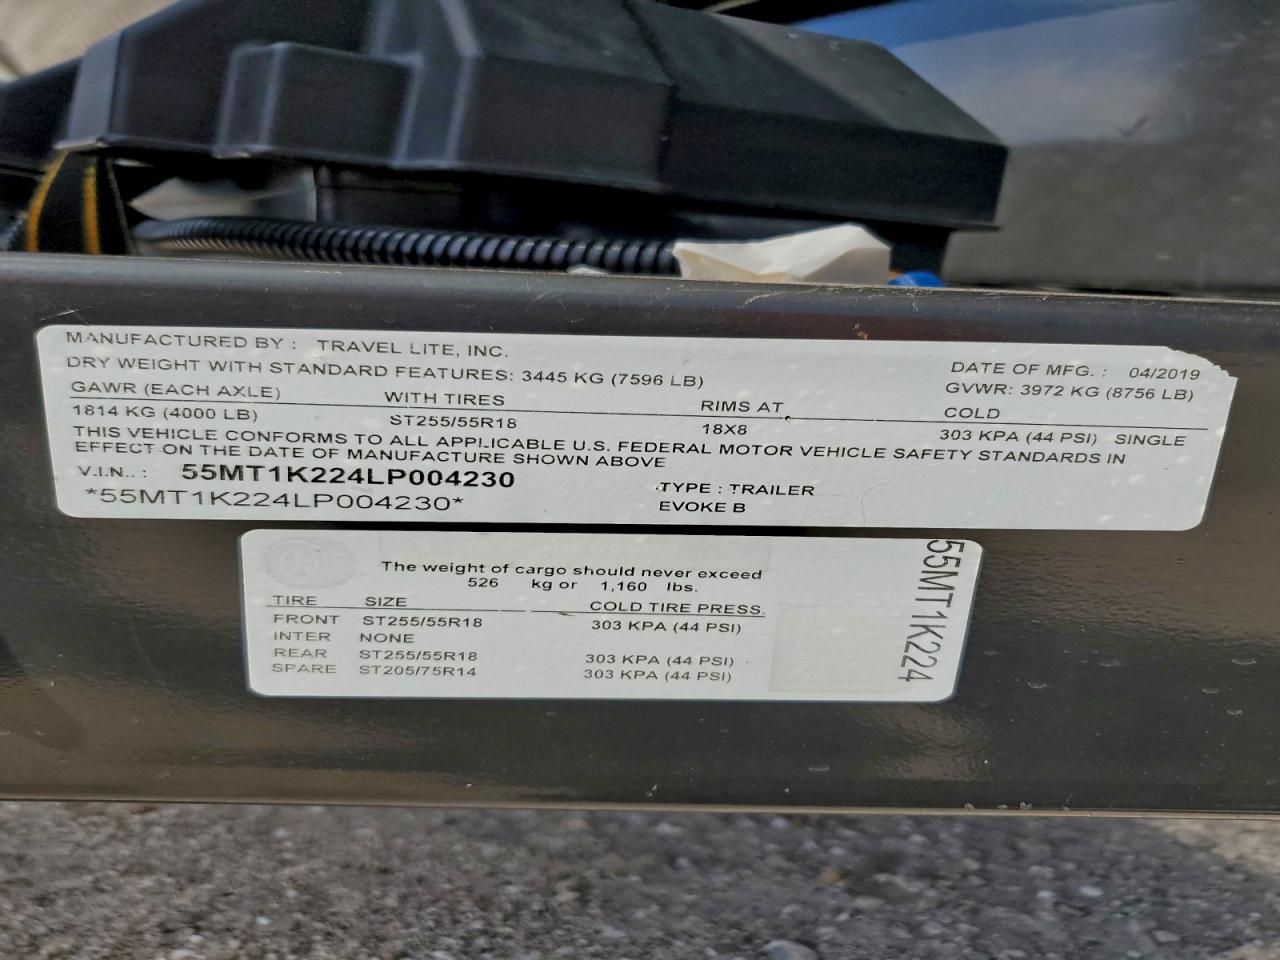 MANUFACTURED BY : TRAVEL LITE, INC.
DATE OF MFG. : 04/2019
DRY WEIGHT WITH STANDARD FEATURES: 3445 KG (7596 LB)
GVWR: 3972 KG (8756 LB)
GAWR (EACH AXLE) WITH TIRES RIMS AT COLD
1814 KG (4000 LB) ST255/55R18 18X8 303 KPA (44 PSI) SINGLE
THIS VEHICLE CONFORMS TO ALL APPLICABLE U.S. FEDERAL MOTOR VEHICLE SAFETY STANDARDS IN
EFFECT ON THE DATE OF MANUFACTURE SHOWN ABOVE
V.I.N.. : 55MT1K224LP004230
TYPE : TRAILER
*55MT1K224LP004230*
EVOKE B
The weight of cargo should never exceed
526 kg or 1,160 lbs.
TIRE SIZE COLD TIRE PRESS.
FRONT ST255/55R18 303 KPA (44 PSI)
INTER NONE
REAR ST255/55R18 303 KPA (44 PSI)
SPARE ST205/75R14 303 KPA (44 PSI)
55MT1K224